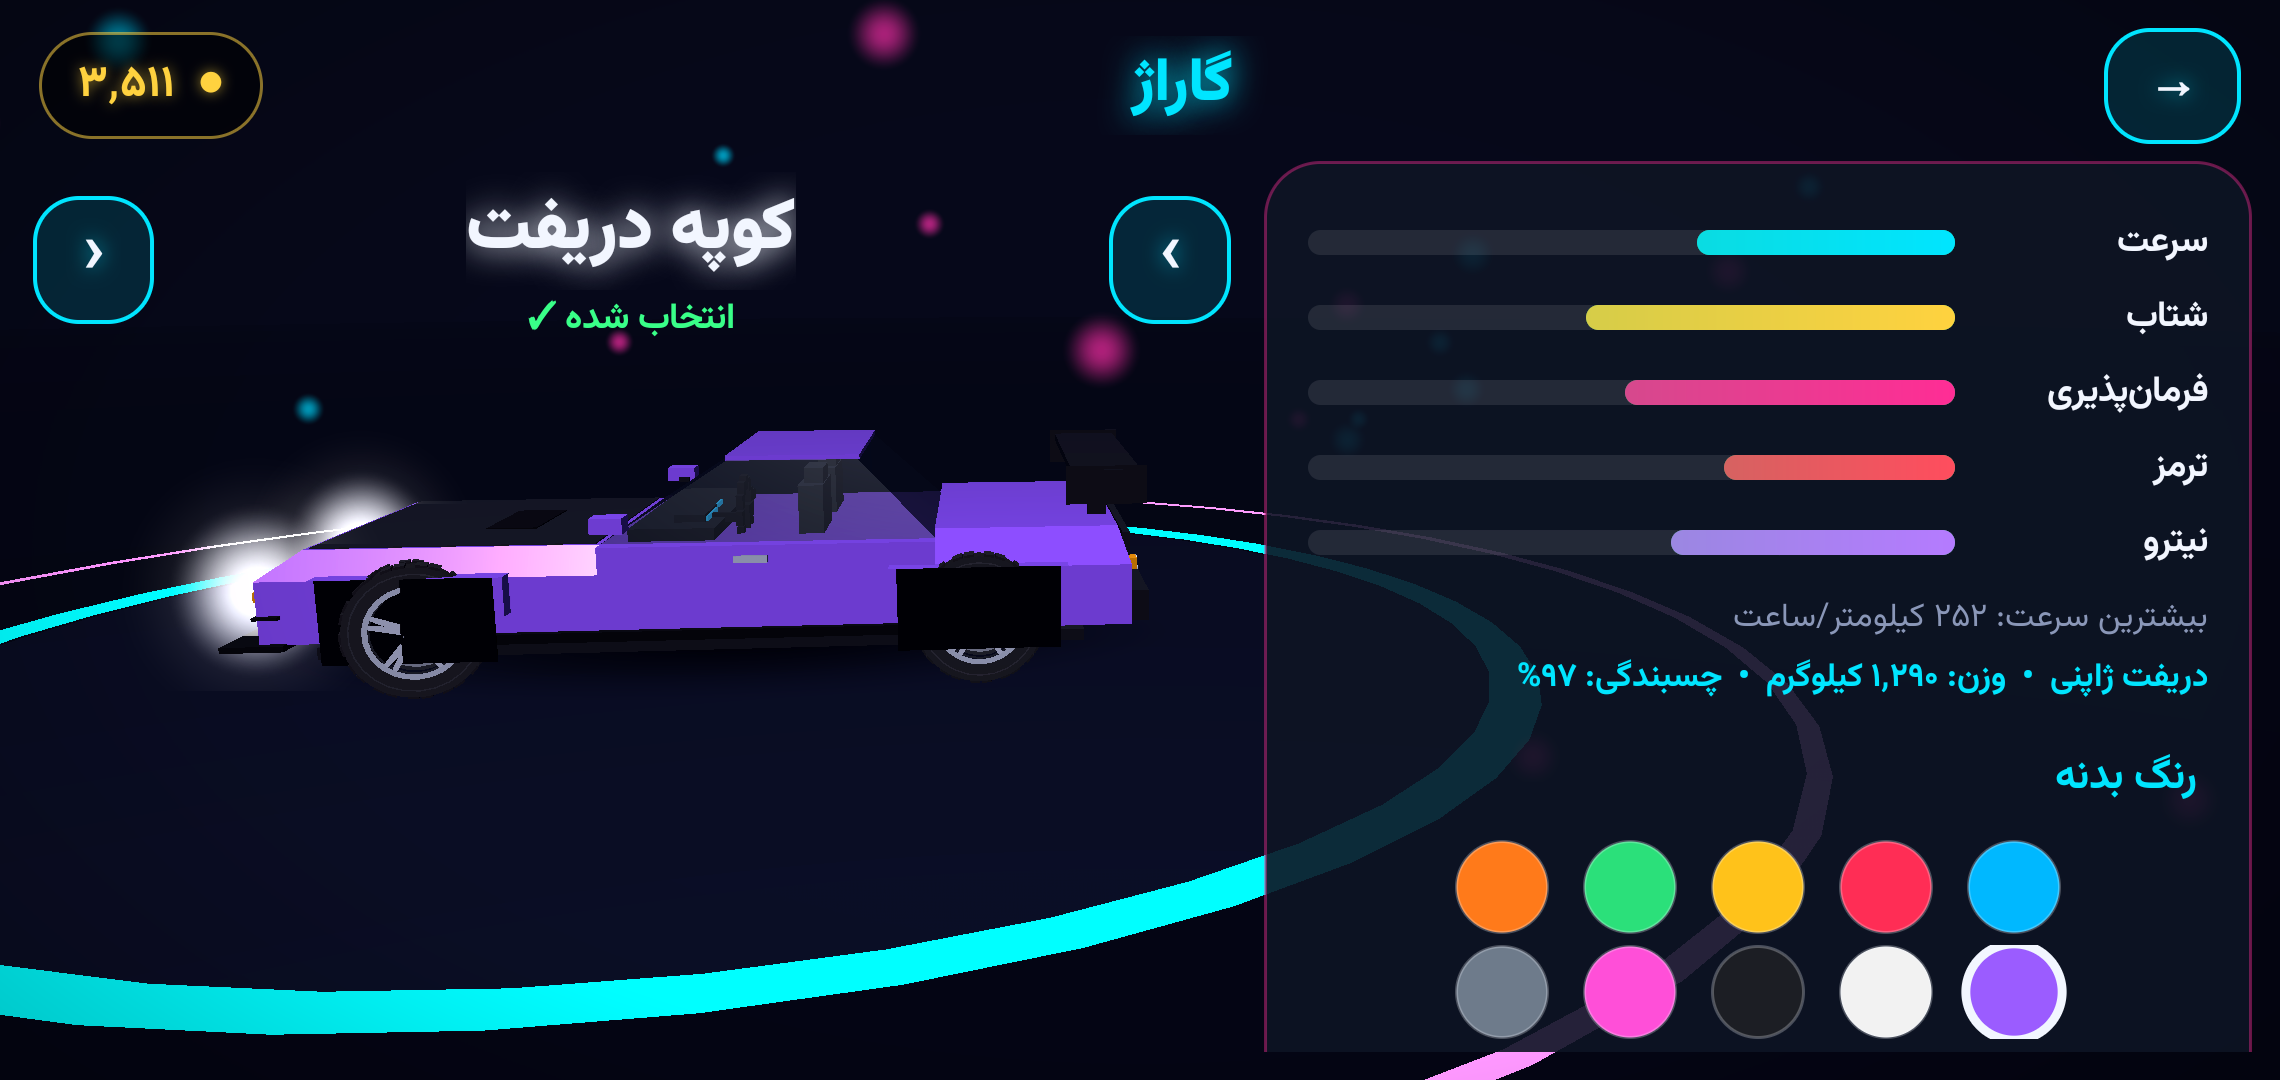 →
گاراژ
۳,۵۱۱
کوپه دریفت
انتخاب شده ✓
سرعت
شتاب
فرمان‌پذیری
ترمز
نیترو
بیشترین سرعت: ۲۵۲ کیلومتر/ساعت
دریفت ژاپنی • وزن: ۱,۲۹۰ کیلوگرم • چسبندگی: ۹۷%
رنگ بدنه